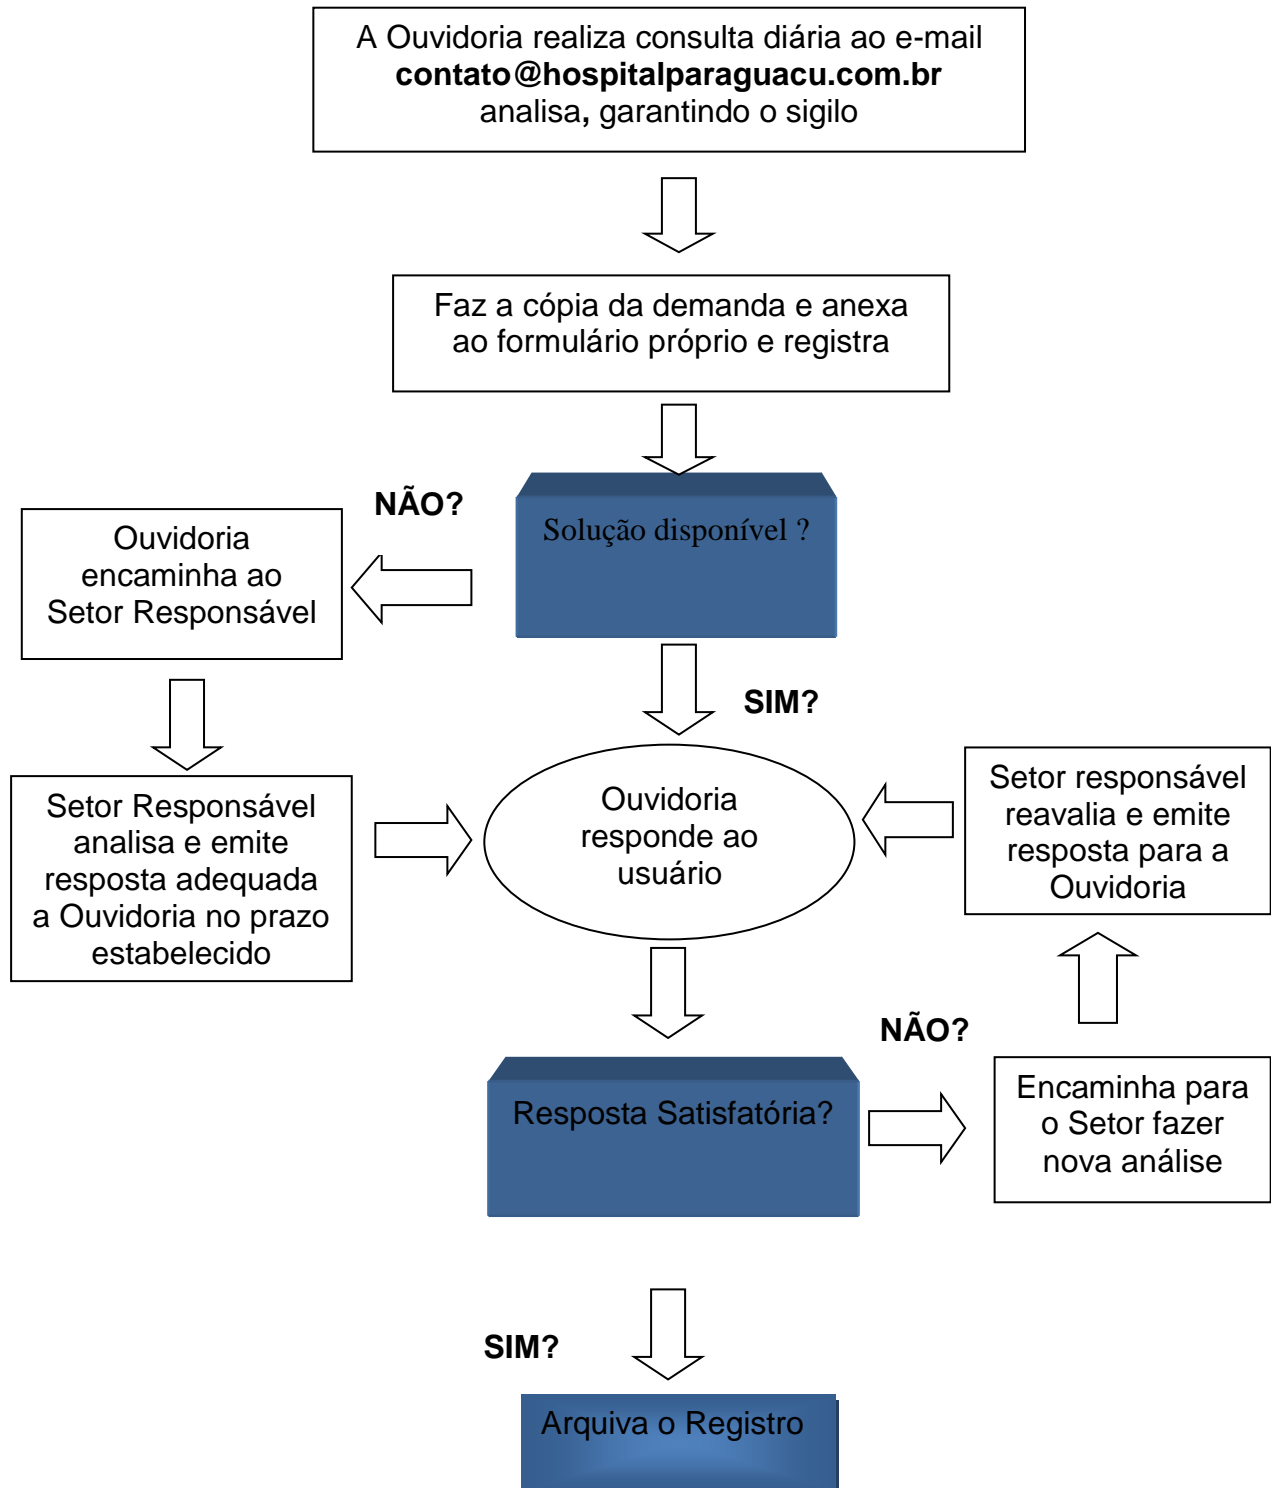 A Ouvidoria realiza consulta diária ao e-mail
contato@hospitalparaguacu.com.br
analisa, garantindo o sigilo
Faz a cópia da demanda e anexa
ao formulário próprio e registra
NÃO?
Solução disponível ?
Ouvidoria
encaminha ao
Setor Responsável
SIM?
Setor Responsável
analisa e emite
resposta adequada
a Ouvidoria no prazo
estabelecido
Ouvidoria
responde ao
usuário
Setor responsável
reavalia e emite
resposta para a
Ouvidoria
NÃO?
Resposta Satisfatória?
Encaminha para
o Setor fazer
nova análise
SIM?
Arquiva o Registro